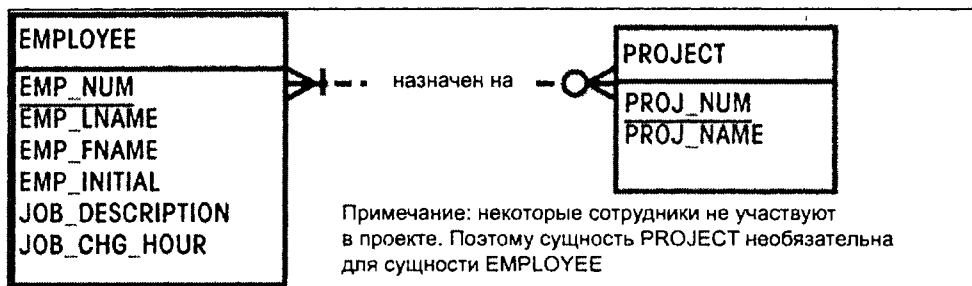 EMPLOYEE
EMP_NUM
EMP_LNAME
EMP_FNAME
EMP_INITIAL
JOB_DESCRIPTION
JOB_CHG_HOUR
назначен на
PROJECT
PROJ_NUM
PROJ_NAME
Примечание: некоторые сотрудники не участвуют
в проекте. Поэтому сущность PROJECT необязательна
для сущности EMPLOYEE